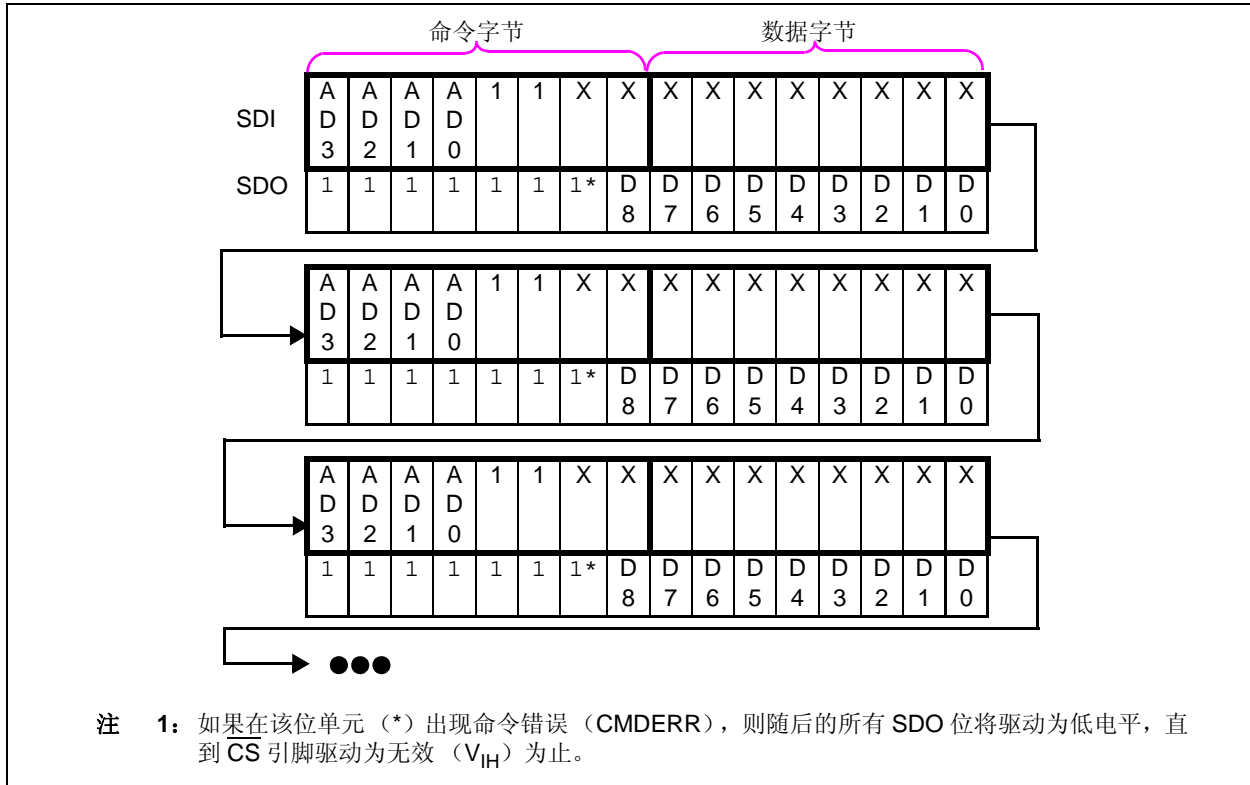 命令字节 数据字节
SDI A D 3 A D 2 A D 1 A D 0 1 1 X X X X X X X X X X
SDO 1 1 1 1 1 1 1* D 8 D 7 D 6 D 5 D 4 D 3 D 2 D 1 D 0
A D 3 A D 2 A D 1 A D 0 1 1 X X X X X X X X X X
1 1 1 1 1 1 1* D 8 D 7 D 6 D 5 D 4 D 3 D 2 D 1 D 0
A D 3 A D 2 A D 1 A D 0 1 1 X X X X X X X X X X
1 1 1 1 1 1 1* D 8 D 7 D 6 D 5 D 4 D 3 D 2 D 1 D 0
注 1：如果在该位单元（*）出现命令错误（CMDERR），则随后的所有 SDO 位将驱动为低电平，直
到 CS 引脚驱动为无效（VIH）为止。